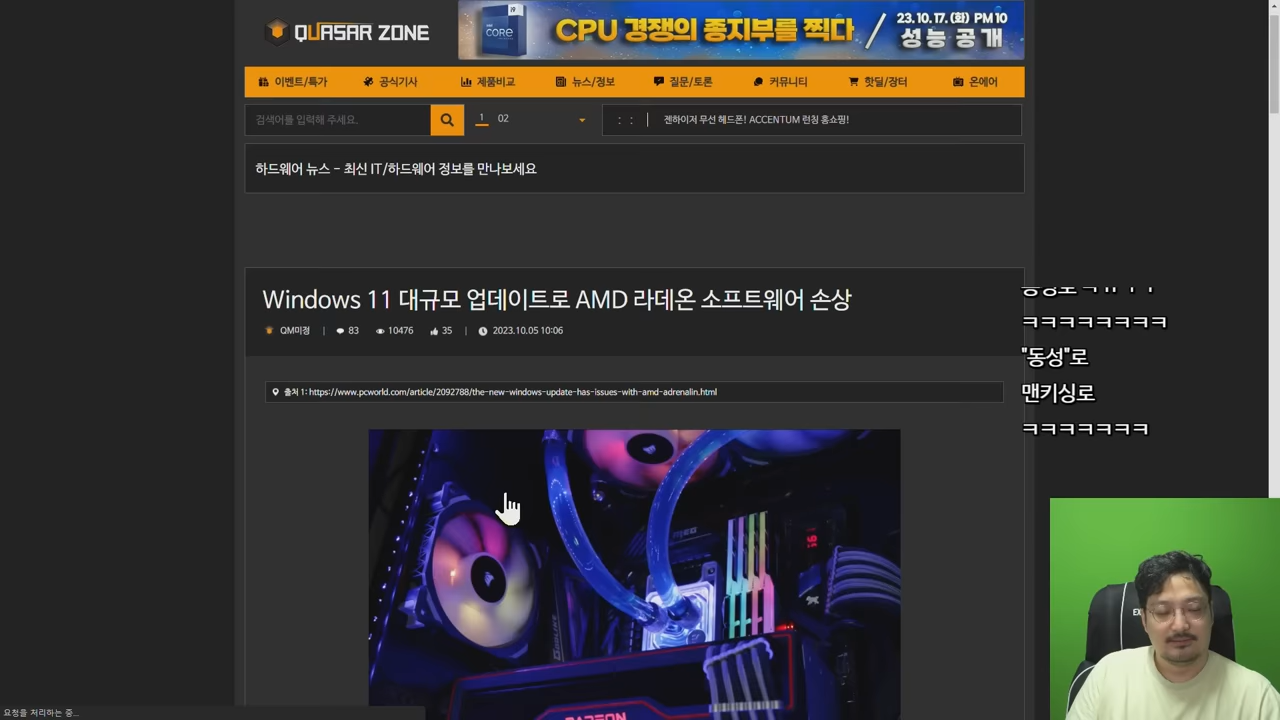 QUASAR ZONE
i9
intel
CORE
CPU 경쟁의 종지부를 찍다
23. 10. 17.(화) PM 10
성능 공개
이벤트/특가
공식기사
제품비교
뉴스/정보
질문/토론
커뮤니티
핫딜/장터
온에어
검색어를 입력해 주세요.
1
02
: :
젠하이저 무선 헤드폰! ACCENTUM 런칭 홈쇼핑!
하드웨어 뉴스 - 최신 IT/하드웨어 정보를 만나보세요
Windows 11 대규모 업데이트로 AMD 라데온 소프트웨어 손상
QM미정 | 83 10476 35 | 2023.10.05 10:06
출처 1: https://www.pcworld.com/article/2092788/the-new-windows-update-has-issues-with-amd-adrenalin.html
ㅋㅋㅋㅋㅋㅋㅋㅋ
"동성"로
맨키싱로
ㅋㅋㅋㅋㅋㅋㅋ
RADEON
EX
요청을 처리하는 중...